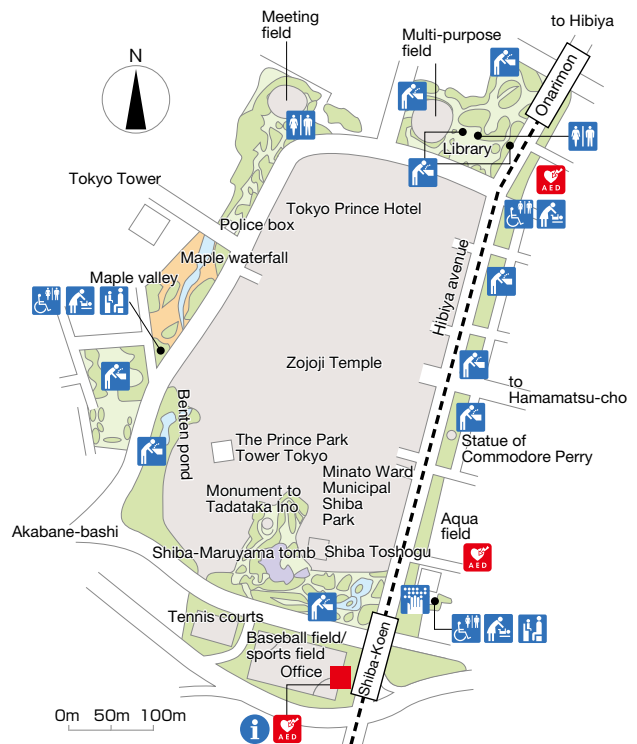 Meeting
field
Multi-purpose
field
to Hibiya
N
Onarimon
Library
Tokyo Tower
AED
Tokyo Prince Hotel
Police box
Maple waterfall
Maple valley
Hibiya avenue
Zojoji Temple
to
Hamamatsu-cho
Benten pond
The Prince Park
Tower Tokyo
Statue of
Commodore Perry
Minato Ward
Municipal
Shiba
Park
Monument to
Tadataka Ino
Aqua
field
Akabane-bashi
Shiba-Maruyama tomb
Shiba Toshogu
AED
Tennis courts
Baseball field/
sports field
Office
Shiba-Koen
0m 50m 100m
i
AED